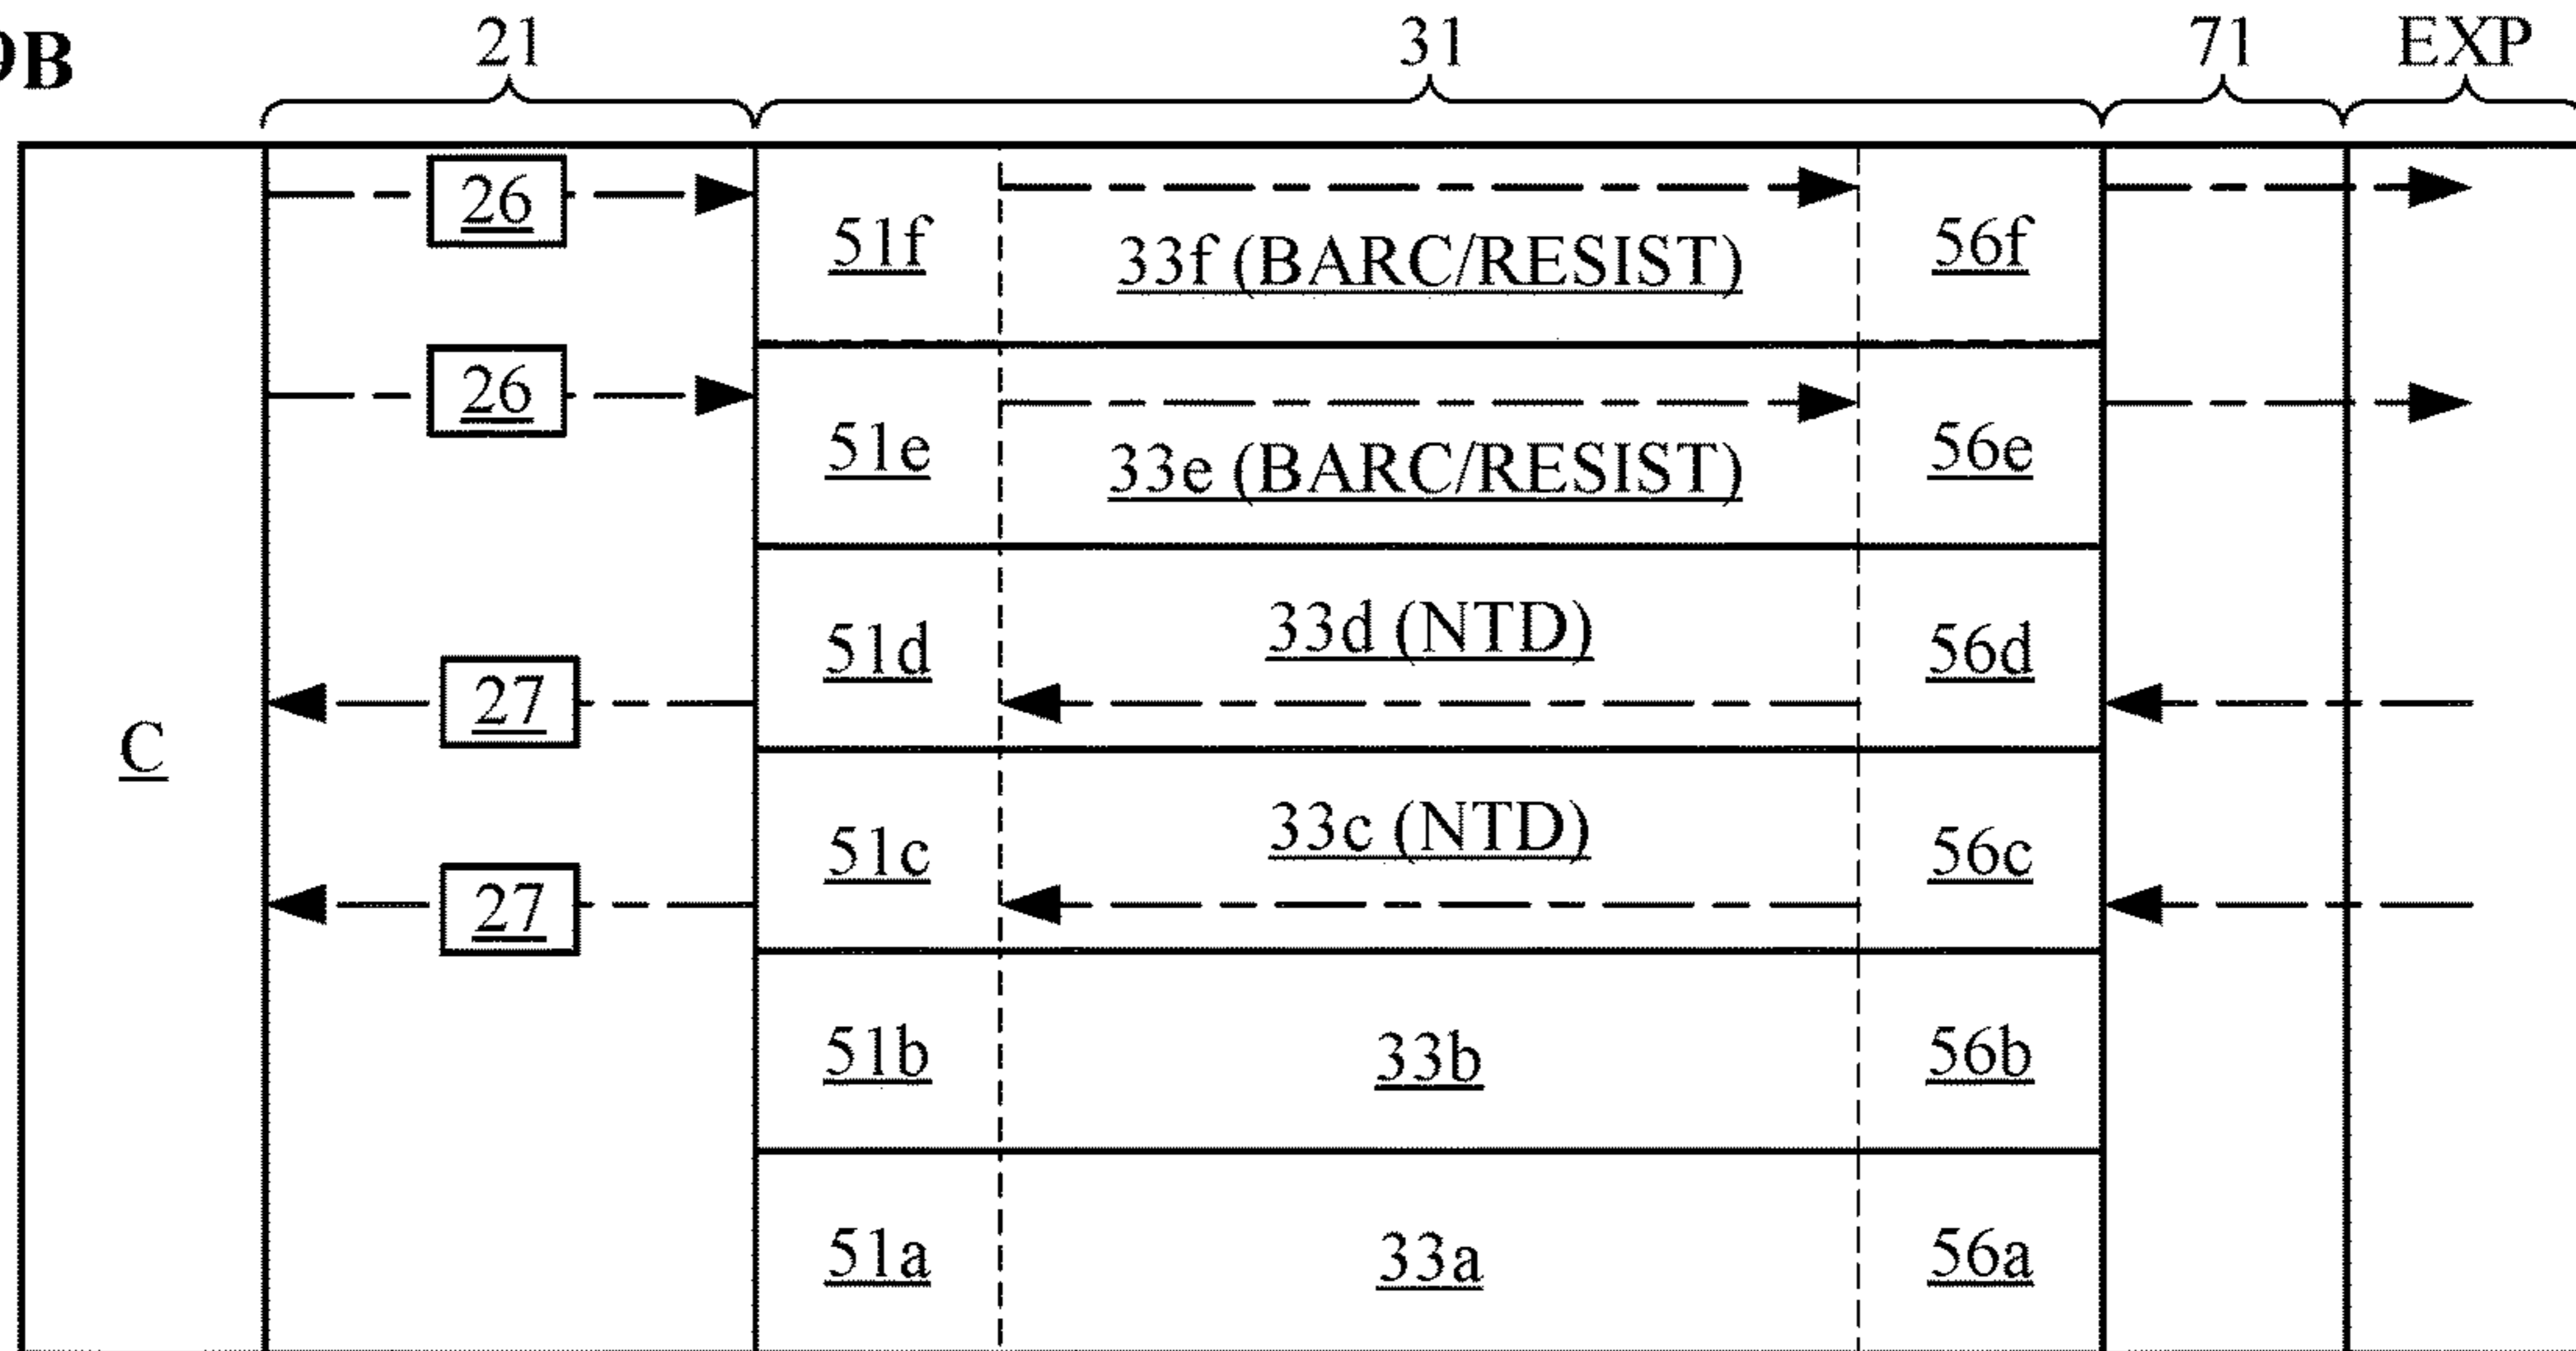 9B
21
31
71
EXP
26
51f
33f (BARC/RESIST)
56f
26
51e
33e (BARC/RESIST)
56e
51d
33d (NTD)
56d
27
C
51c
33c (NTD)
56c
27
51b
33b
56b
51a
33a
56a